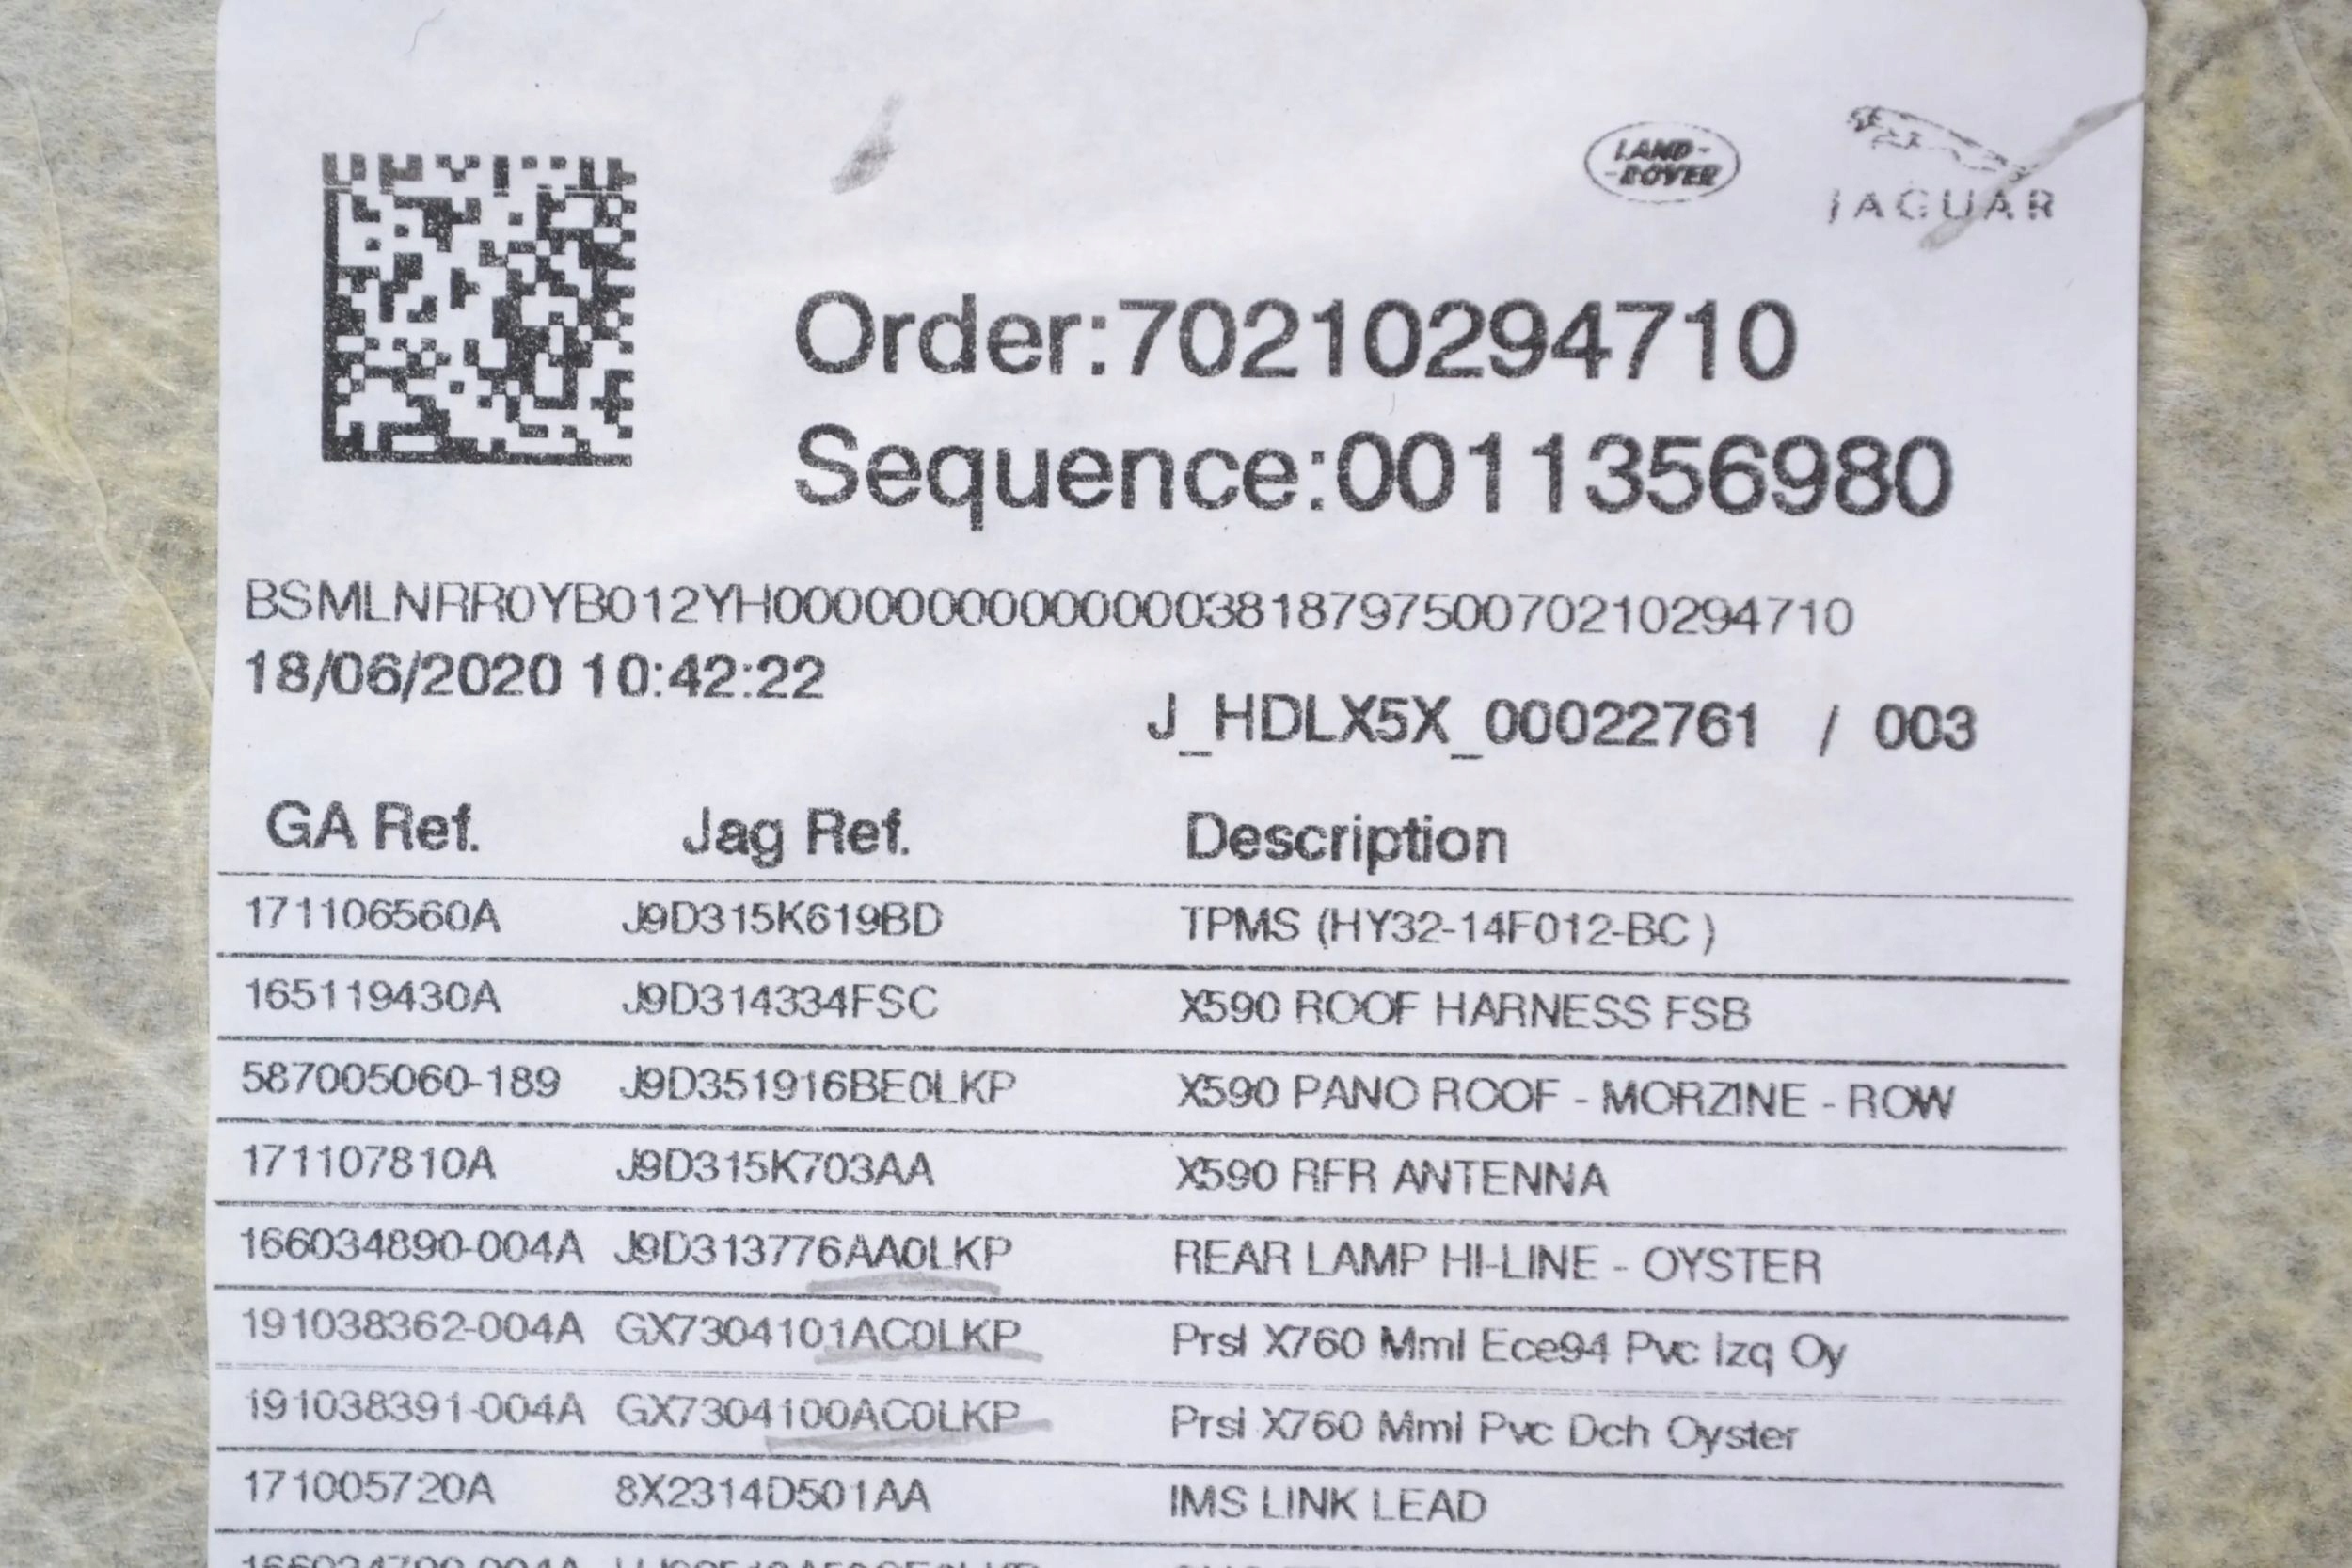 LAND-
-ROVER
JAGUAR
Order:70210294710
Sequence:0011356980
BSMLNRR0YB012YH000000000000000381879750070210294710
18/06/2020 10:42:22
J_HDLX5X_00022761 / 003
GA Ref. Jag Ref. Description
171106560A J9D315K619BD TPMS (HY32-14F012-BC )
165119430A J9D314334FSC X590 ROOF HARNESS FSB
587005060-189 J9D351916BE0LKP X590 PANO ROOF - MORZINE - ROW
171107810A J9D315K703AA X590 RFR ANTENNA
166034890-004A J9D313776AA0LKP REAR LAMP HI-LINE - OYSTER
191038362-004A GX7304101AC0LKP Prsl X760 Mml Ece94 Pvc Izq Oy
191038391-004A GX7304100AC0LKP Prsl X760 Mml Pvc Dch Oyster
171005720A 8X2314D501AA IMS LINK LEAD